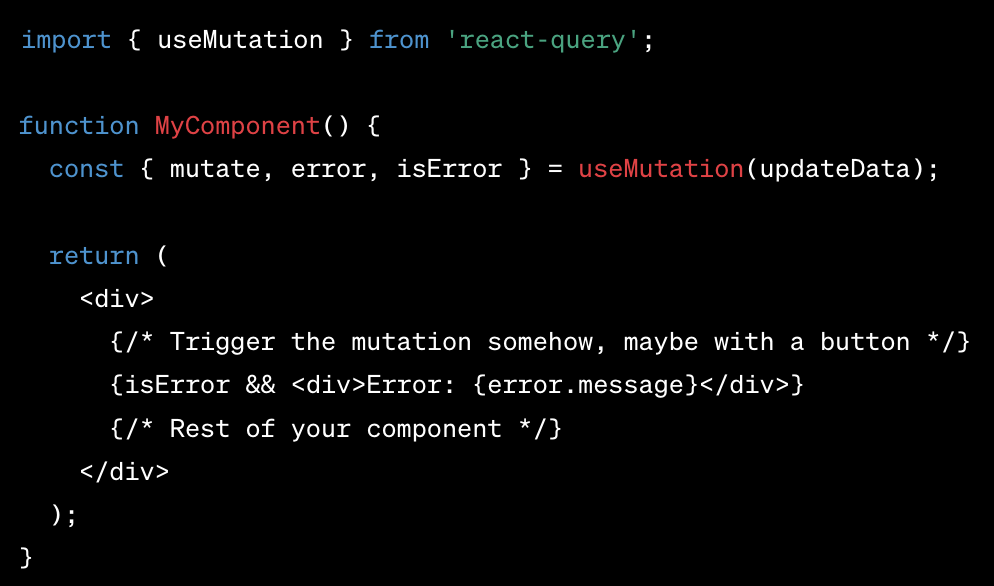 import { useMutation } from 'react-query';
function MyComponent() {
const { mutate, error, isError } = useMutation(updateData);
return (
<div>
{/* Trigger the mutation somehow, maybe with a button */}
{isError && <div>Error: {error.message}</div>}
{/* Rest of your component */}
</div>
);
}